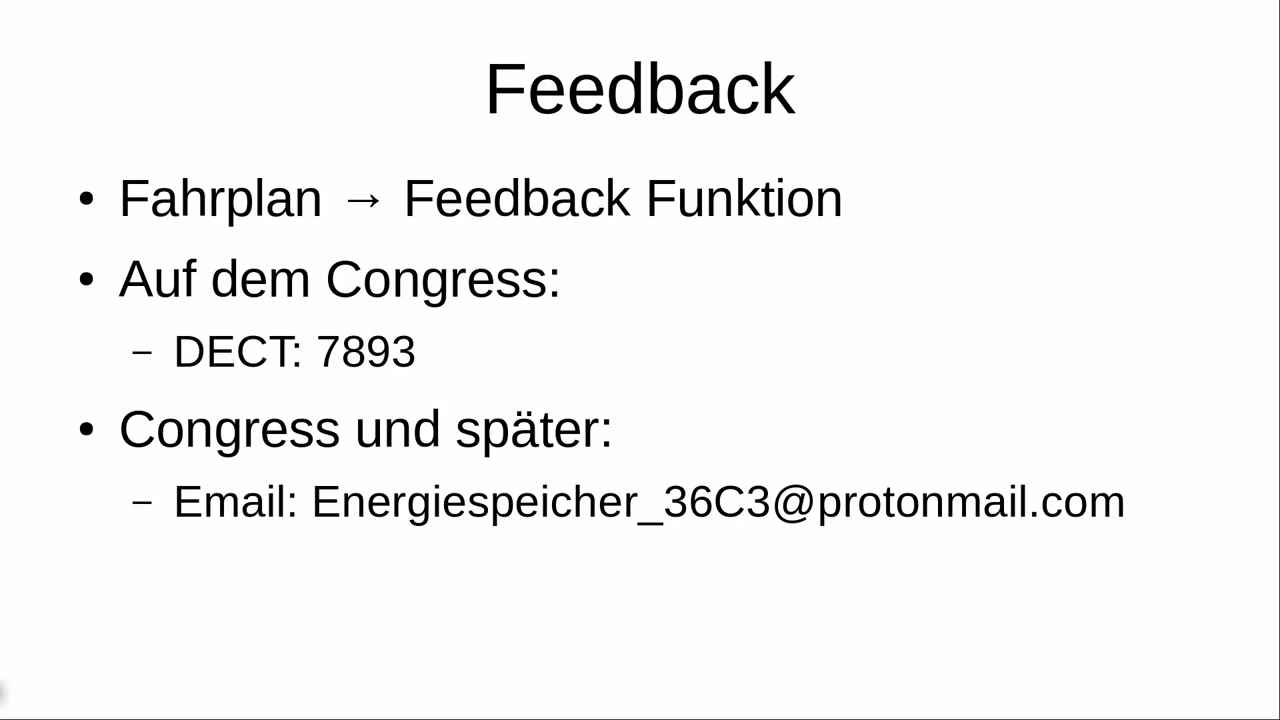 Feedback
• Fahrplan → Feedback Funktion
• Auf dem Congress:
– DECT: 7893
• Congress und später:
– Email: Energiespeicher_36C3@protonmail.com